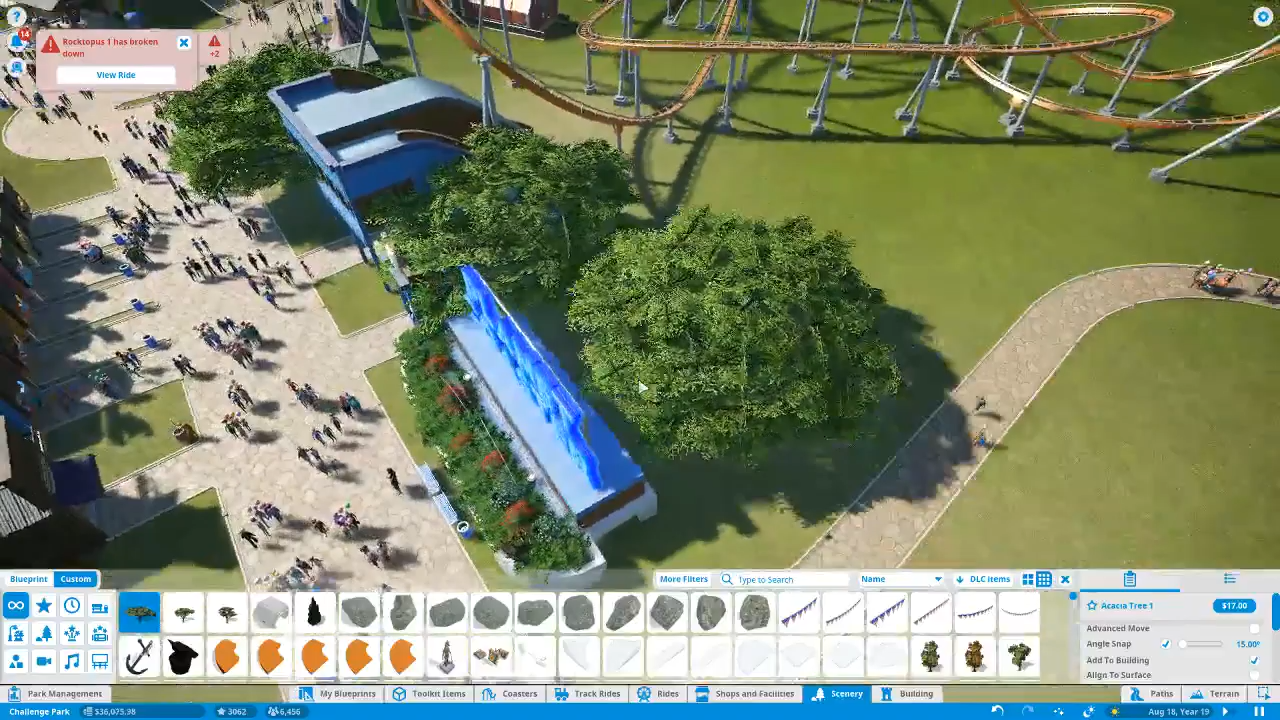 14
Rocktopus 1 has broken
down
+2
View Ride
Blueprint
Custom
More Filters
Type to Search
Name
DLC Items
Acacia Tree 1
$17.00
Advanced Move
Angle Snap
15.00°
Add To Building
Align To Surface
Park Management
My Blueprints
Toolkit Items
Coasters
Track Rides
Rides
Shops and Facilities
Scenery
Building
Paths
Terrain
Challenge Park
$36,075.98
3062
6,456
Aug 18, Year 19